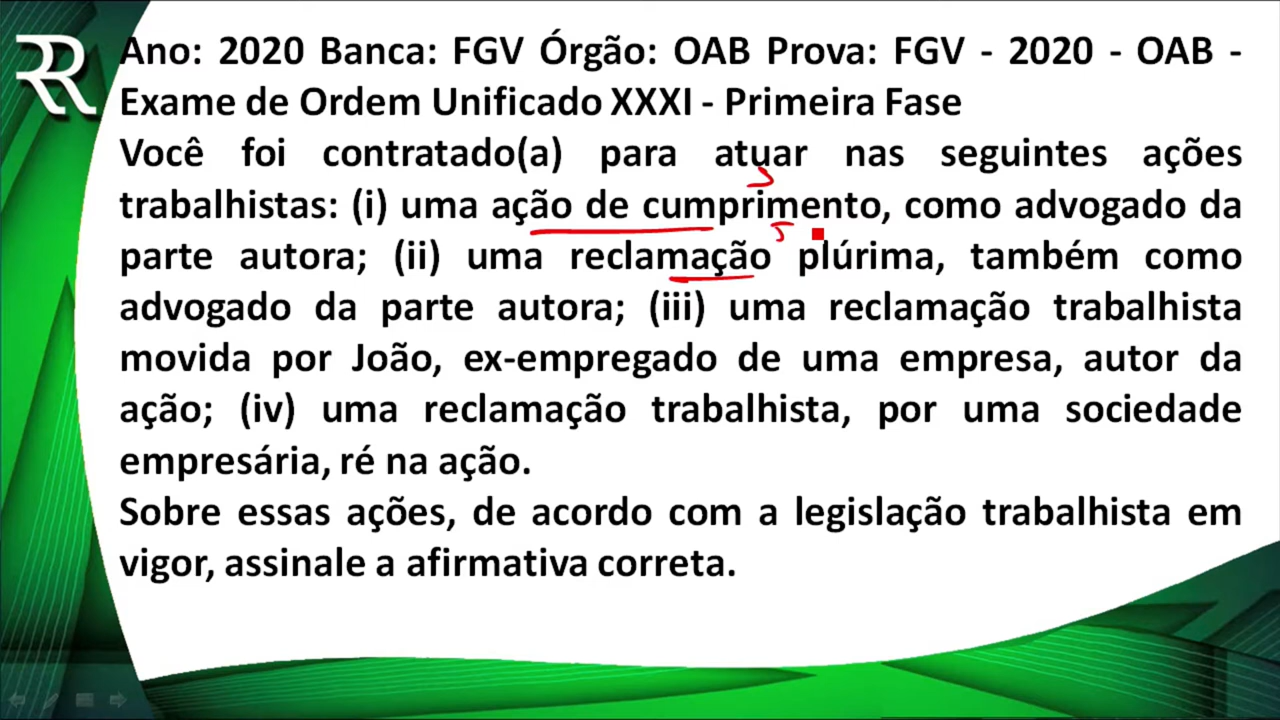 Ano: 2020 Banca: FGV Órgão: OAB Prova: FGV - 2020 - OAB -
Exame de Ordem Unificado XXXI - Primeira Fase
Você foi contratado(a) para atuar nas seguintes ações
trabalhistas: (i) uma ação de cumprimento, como advogado da
parte autora; (ii) uma reclamação plúrima, também como
advogado da parte autora; (iii) uma reclamação trabalhista
movida por João, ex-empregado de uma empresa, autor da
ação; (iv) uma reclamação trabalhista, por uma sociedade
empresária, ré na ação.
Sobre essas ações, de acordo com a legislação trabalhista em
vigor, assinale a afirmativa correta.